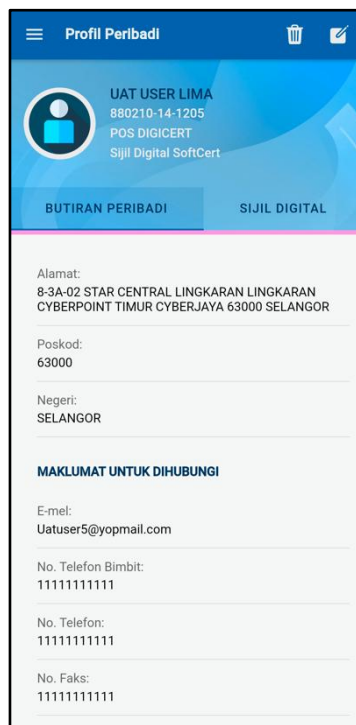 Profil Peribadi
UAT USER LIMA
880210-14-1205
POS DIGICERT
Sijil Digital SoftCert
BUTIRAN PERIBADI
SIJIL DIGITAL
Alamat:
8-3A-02 STAR CENTRAL LINGKARAN LINGKARAN
CYBERPOINT TIMUR CYBERJAYA 63000 SELANGOR
Poskod:
63000
Negeri:
SELANGOR
MAKLUMAT UNTUK DIHUBUNGI
E-mel:
Uatuser5@yopmail.com
No. Telefon Bimbit:
11111111111
No. Telefon:
11111111111
No. Faks:
11111111111